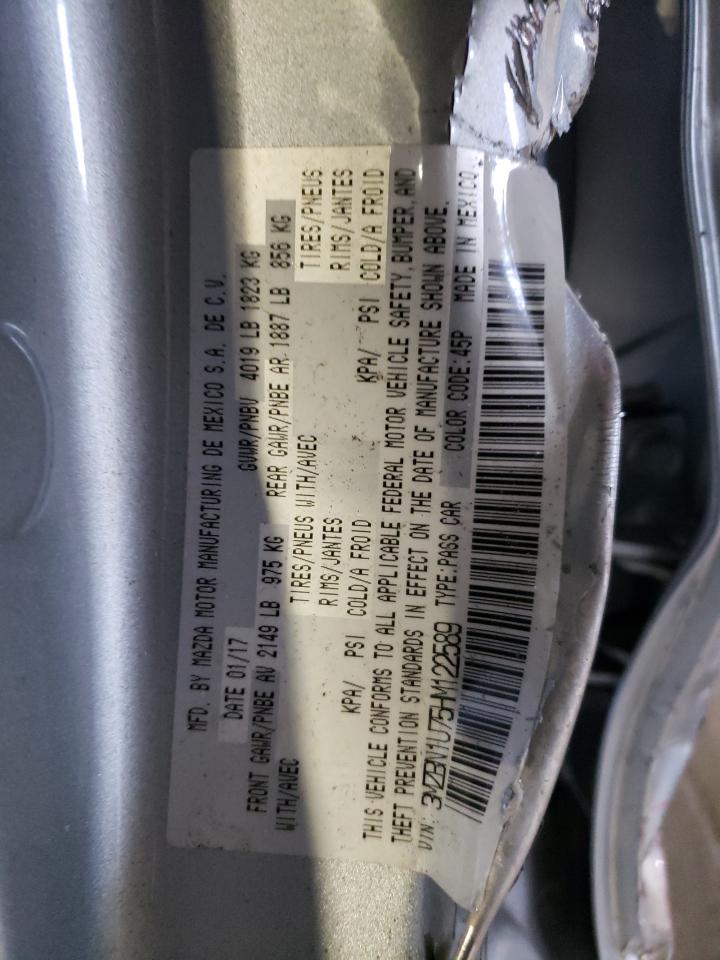 MFD. BY MAZDA MOTOR MANUFACTURING DE MEXICO S.A. DE C.V.
DATE 01/17 GVWR/PNBV 4019 LB 1823 KG
FRONT GAWR/PNBE AV 2149 LB 975 KG REAR GAWR/PNBE AR 1887 LB 856 KG
WITH/AVEC TIRES/PNEUS WITH/AVEC TIRES/PNEUS
RIMS/JANTES RIMS/JANTES
KPA/ PSI COLD/A FROID KPA/ PSI COLD/A FROID
THIS VEHICLE CONFORMS TO ALL APPLICABLE FEDERAL MOTOR VEHICLE SAFETY, BUMPER, AND
THEFT PREVENTION STANDARDS IN EFFECT ON THE DATE OF MANUFACTURE SHOWN ABOVE.
VIN: 3MZBN1U75HM122589 TYPE:PASS CAR COLOR CODE:45P MADE IN MEXICO